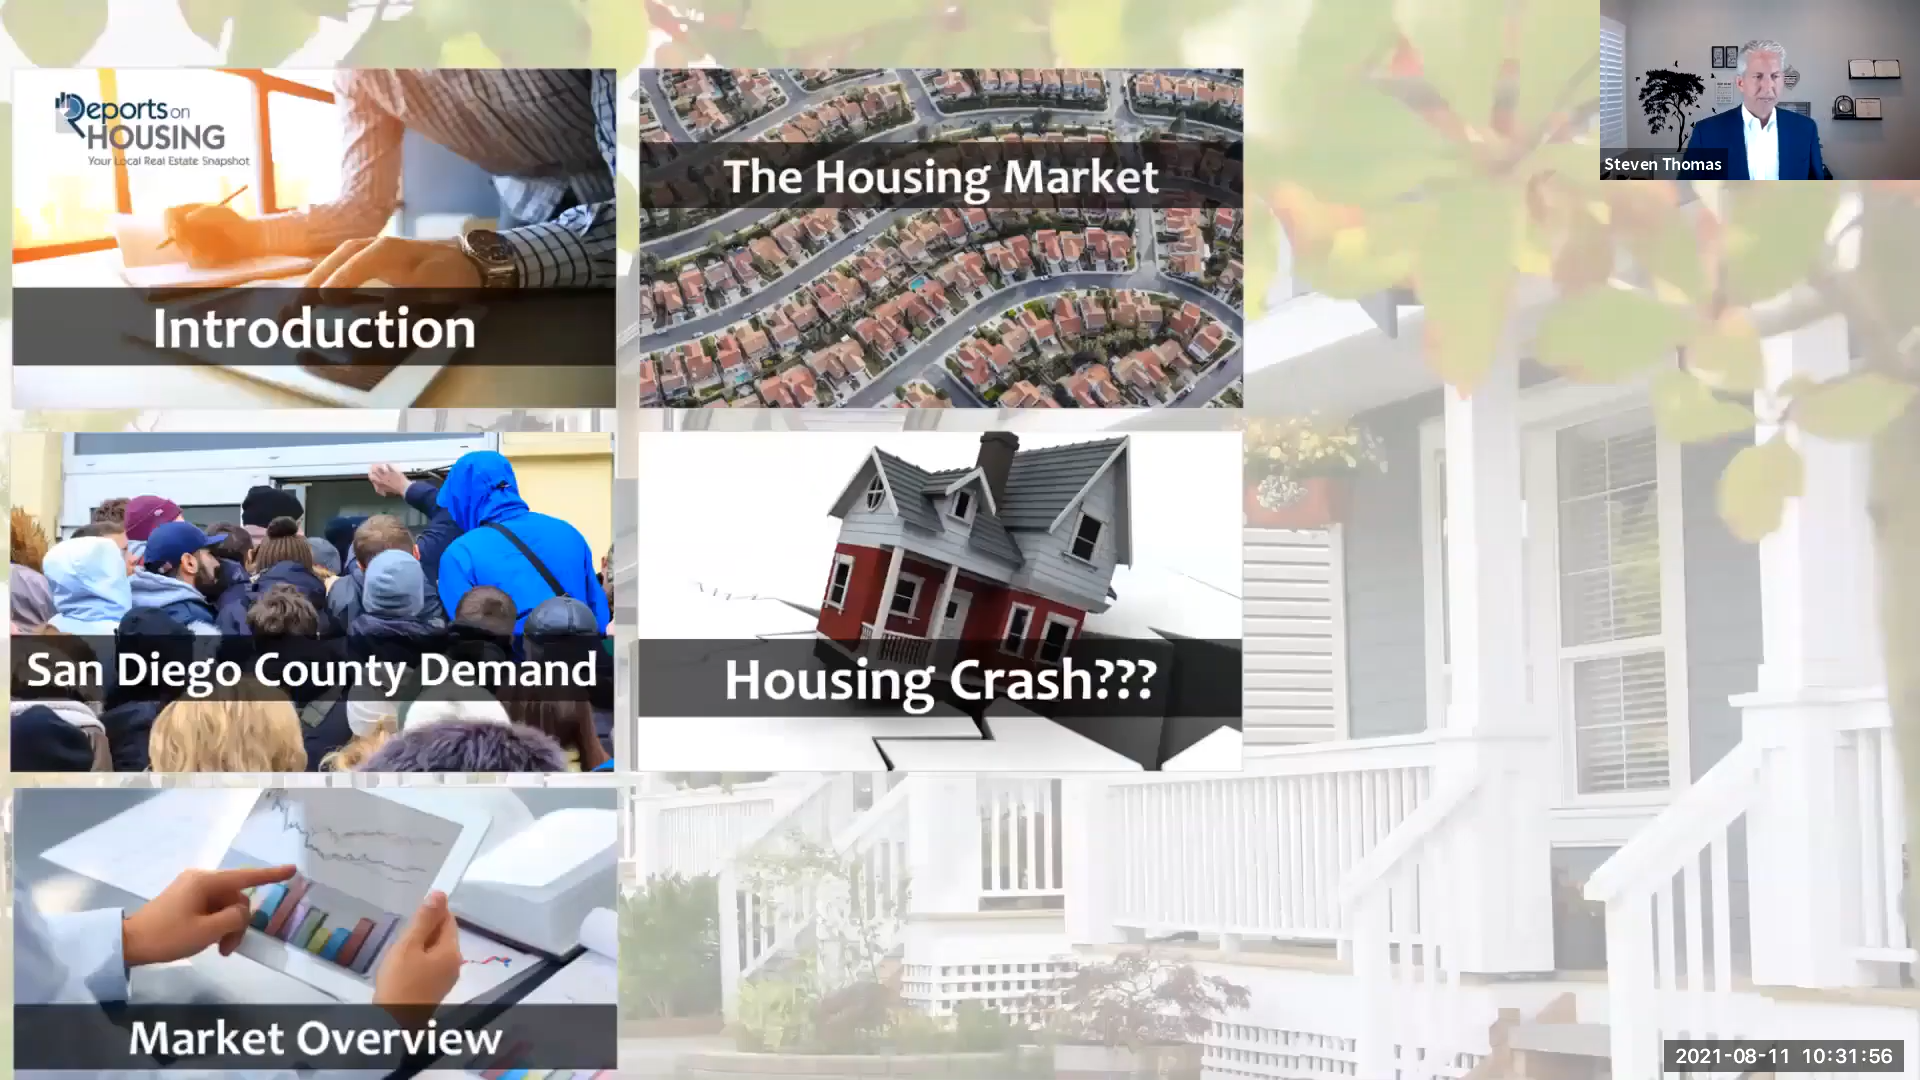 Reports on
HOUSING
Your Local Real Estate Snapshot
Introduction
The Housing Market
Steven Thomas
San Diego County Demand
Housing Crash???
Market Overview
2021-08-11 10:31:56